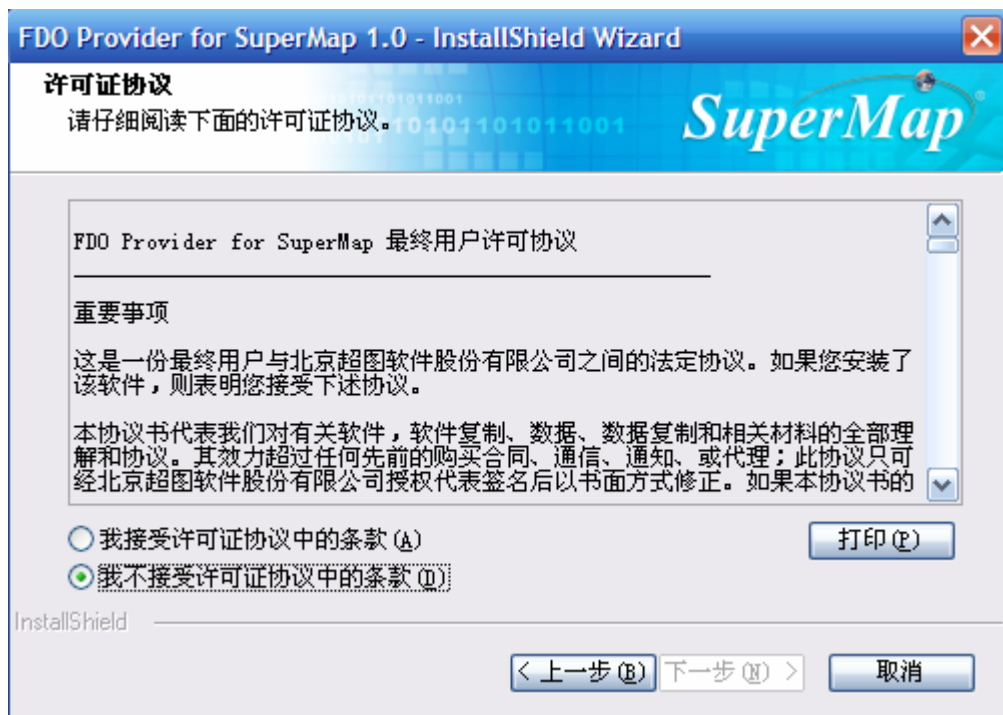 FDO Provider for SuperMap 1.0 - InstallShield Wizard
许可证协议
请仔细阅读下面的许可证协议。
01101011001
10101101011001
SuperMap
FDO Provider for SuperMap 最终用户许可协议
重要事项
这是一份最终用户与北京超图软件股份有限公司之间的法定协议。如果您安装了
该软件，则表明您接受下述协议。
本协议书代表我们对有关软件，软件复制、数据、数据复制和相关材料的全部理
解和协议。其效力超过任何先前的购买合同、通信、通知、或代理；此协议只可
经北京超图软件股份有限公司授权代表签名后以书面方式修正。如果本协议书的
我接受许可证协议中的条款(A)
打印(P)
我不接受许可证协议中的条款(D)
InstallShield
< 上一步(B)
下一步(N) >
取消